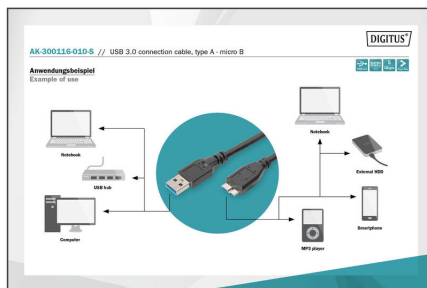 DIGITUS®
AK-300116-010-S // USB 3.0 connection cable, type A - micro B
Anwendungsbeispiel
Example of use
Notebook
Notebook
External HDD
USB hub
Computer
MP3 player
Smartphone